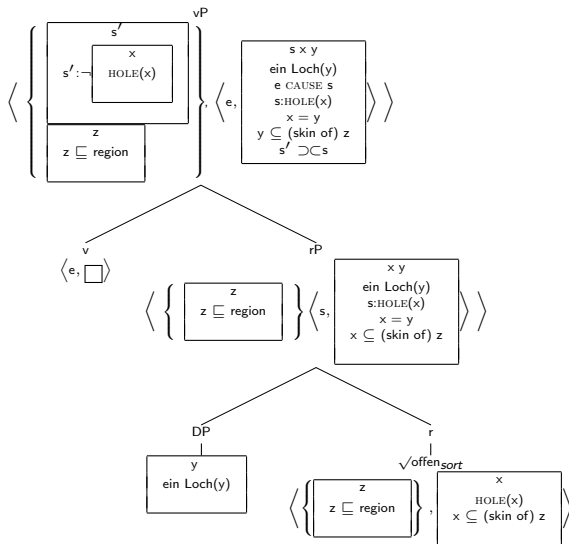 vP
s′
x
s′:¬ HOLE(x)
z
z ⊑ region
⟨ { } , ⟨ e,
s x y
ein Loch(y)
e CAUSE s
s:HOLE(x)
x = y
y ⊆ (skin of) z
s′ ⊃⊂ s
⟩ ⟩
v
⟨ e, □ ⟩
rP
z
z ⊑ region
⟨ { } ⟨ s,
x y
ein Loch(y)
s:HOLE(x)
x = y
x ⊆ (skin of) z
⟩ ⟩
DP
y
ein Loch(y)
r
√offen_sort
z
z ⊑ region
⟨ { } ,
x
HOLE(x)
x ⊆ (skin of) z
⟩